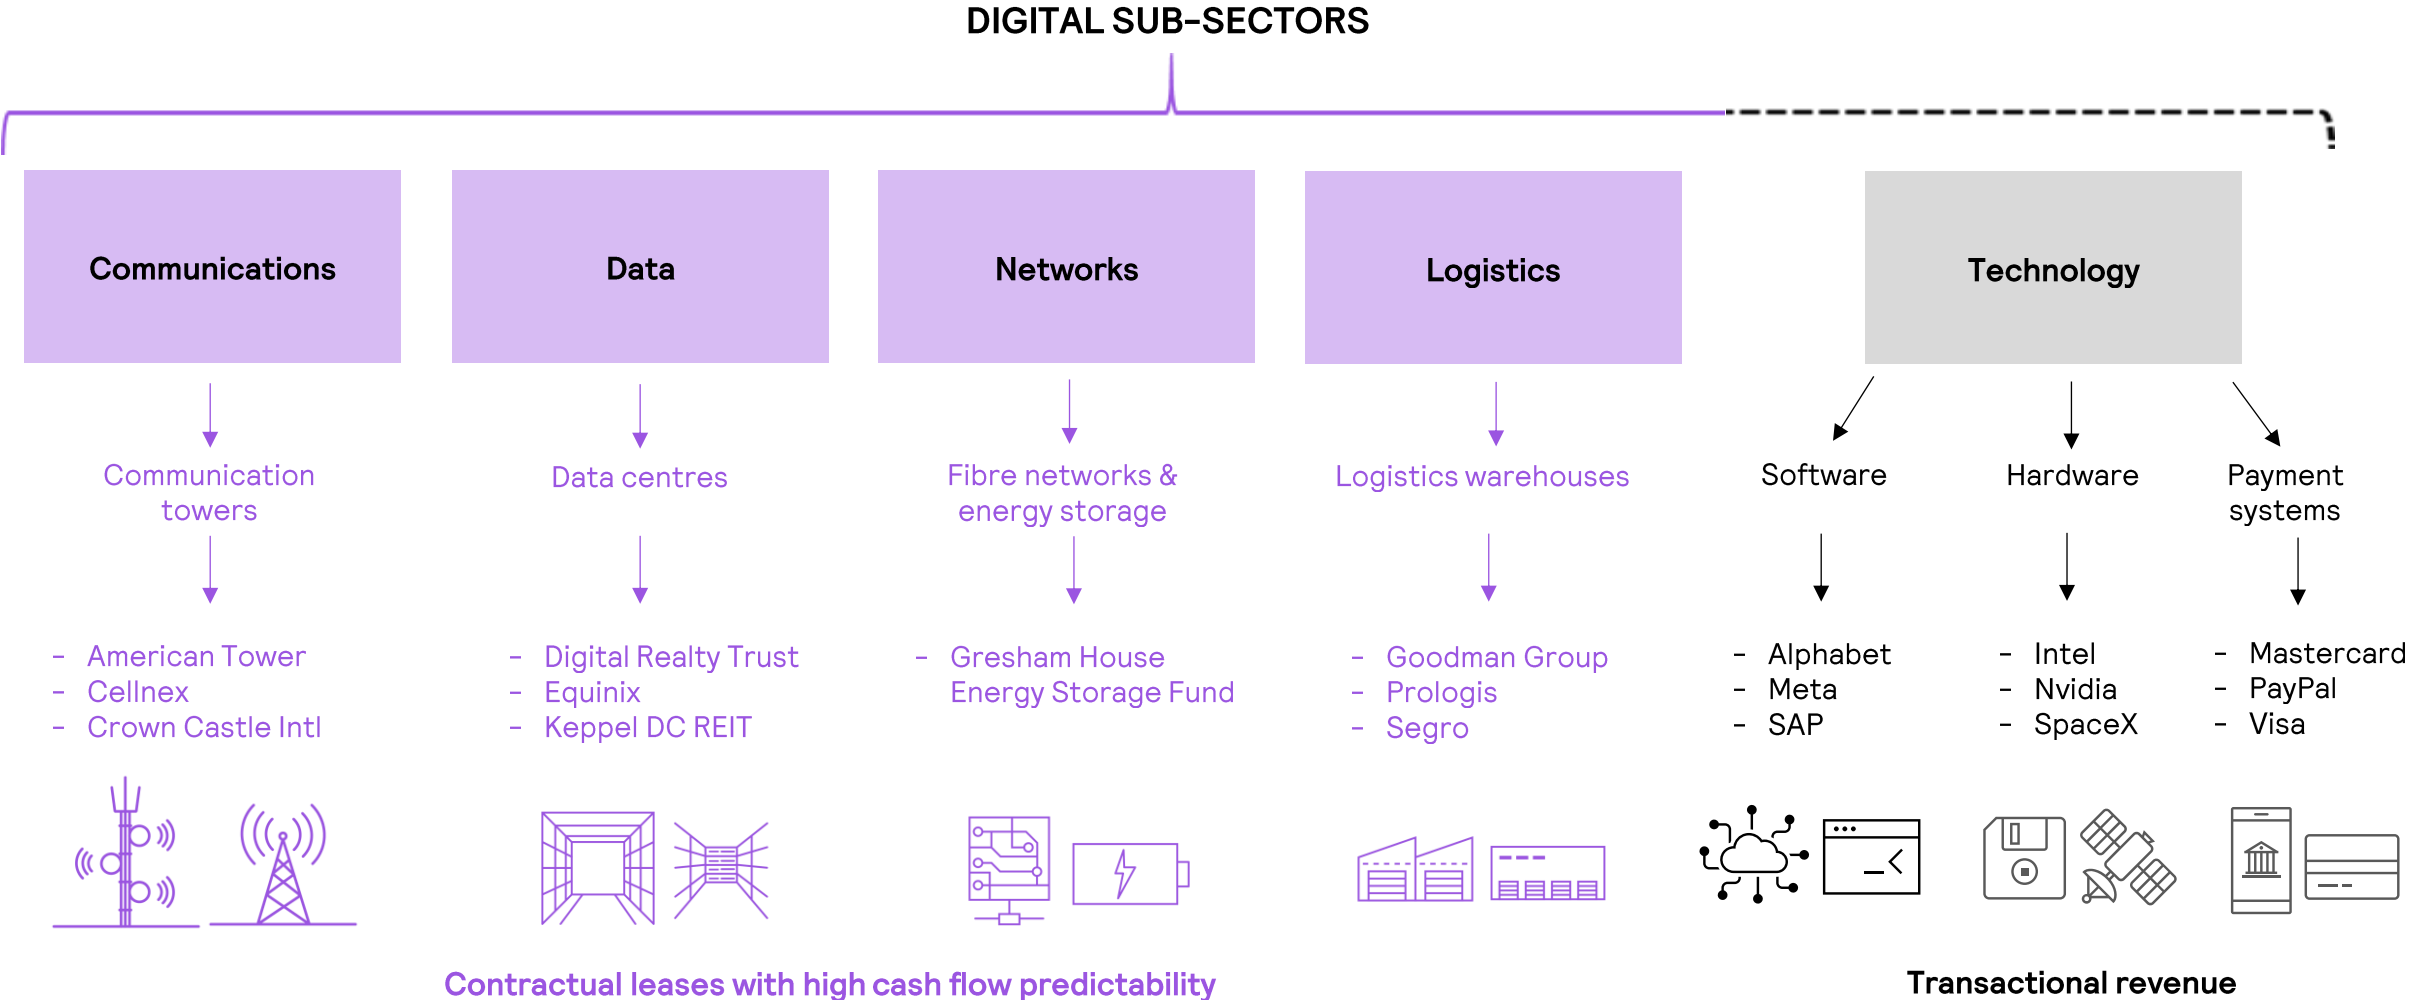 DIGITAL SUB-SECTORS
Communications
Data
Networks
Logistics
Technology
Communication
towers
Data centres
Fibre networks &
energy storage
Logistics warehouses
Software
Hardware
Payment
systems
- American Tower
- Cellnex
- Crown Castle Intl
- Digital Realty Trust
- Equinix
- Keppel DC REIT
- Gresham House
Energy Storage Fund
- Goodman Group
- Prologis
- Segro
- Alphabet
- Meta
- SAP
- Intel
- Nvidia
- SpaceX
- Mastercard
- PayPal
- Visa
Contractual leases with high cash flow predictability
Transactional revenue